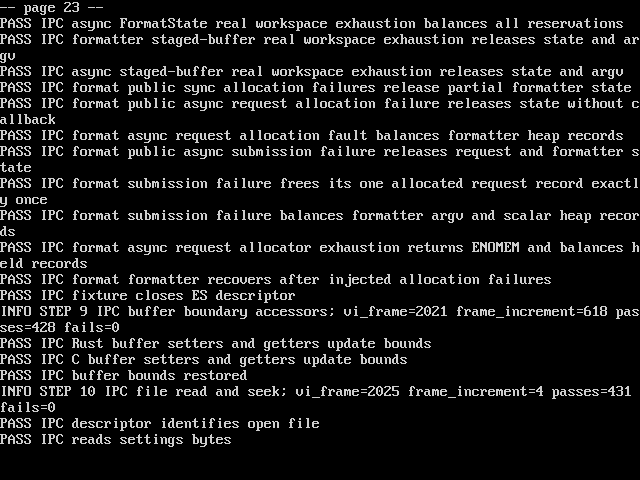 -- page 23 --
PASS IPC async FormatState real workspace exhaustion balances all reservations
PASS IPC formatter staged-buffer real workspace exhaustion releases state and ar
gv
PASS IPC async staged-buffer real workspace exhaustion releases state and argv
PASS IPC format public sync allocation failures release partial formatter state
PASS IPC format public async request allocation failure releases state without c
allback
PASS IPC format async request allocation fault balances formatter heap records
PASS IPC format public async submission failure releases request and formatter s
tate
PASS IPC format submission failure frees its one allocated request record exactl
y once
PASS IPC format submission failure balances formatter argv and scalar heap recor
ds
PASS IPC format async request allocator exhaustion returns ENOMEM and balances h
eld records
PASS IPC format formatter recovers after injected allocation failures
PASS IPC fixture closes ES descriptor
INFO STEP 9 IPC buffer boundary accessors; vi_frame=2021 frame_increment=618 pas
ses=428 fails=0
PASS IPC Rust buffer setters and getters update bounds
PASS IPC C buffer setters and getters update bounds
PASS IPC buffer bounds restored
INFO STEP 10 IPC file read and seek; vi_frame=2025 frame_increment=4 passes=431
fails=0
PASS IPC descriptor identifies open file
PASS IPC reads settings bytes